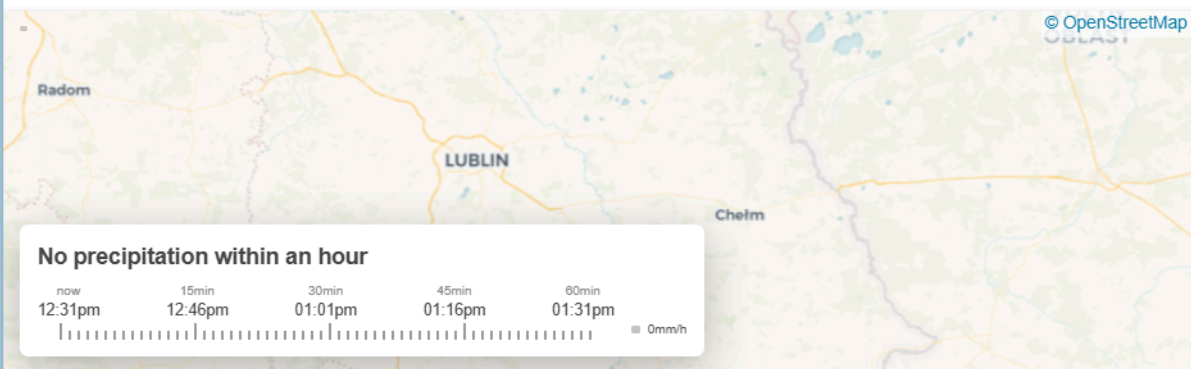 © OpenStreetMap
OBLAST
Radom
LUBLIN
Chełm
No precipitation within an hour
now 15min 30min 45min 60min
12:31pm 12:46pm 01:01pm 01:16pm 01:31pm
0mm/h